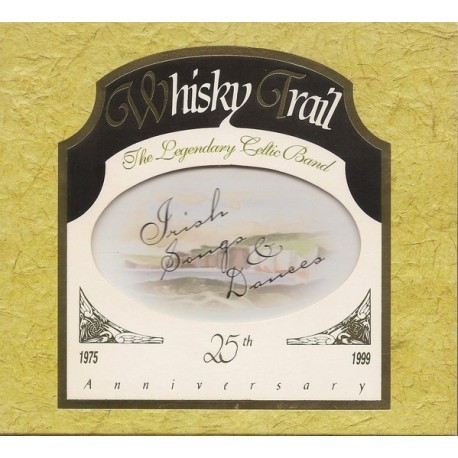 Whisky Trail
The Legendary Celtic Band
Irish
Songs &
Dances
1975 25th 1999
Anniversary